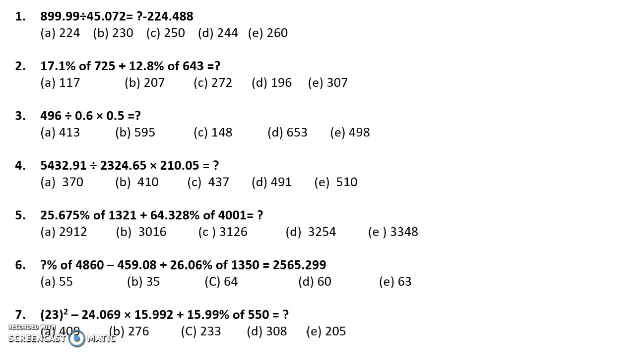 1. 899.99÷45.072= ?-224.488
(a) 224 (b) 230 (c) 250 (d) 244 (e) 260
2. 17.1% of 725 + 12.8% of 643 =?
(a) 117 (b) 207 (c) 272 (d) 196 (e) 307
3. 496 ÷ 0.6 × 0.5 =?
(a) 413 (b) 595 (c) 148 (d) 653 (e) 498
4. 5432.91 ÷ 2324.65 × 210.05 = ?
(a) 370 (b) 410 (c) 437 (d) 491 (e) 510
5. 25.675% of 1321 + 64.328% of 4001= ?
(a) 2912 (b) 3016 (c ) 3126 (d) 3254 (e ) 3348
6. ?% of 4860 – 459.08 + 26.06% of 1350 = 2565.299
(a) 55 (b) 35 (C) 64 (d) 60 (e) 63
7. (23)² – 24.069 × 15.992 + 15.99% of 550 = ?
(a) 409 (b) 276 (C) 233 (d) 308 (e) 205
RECORDED WITH
SCREENCAST MATIC